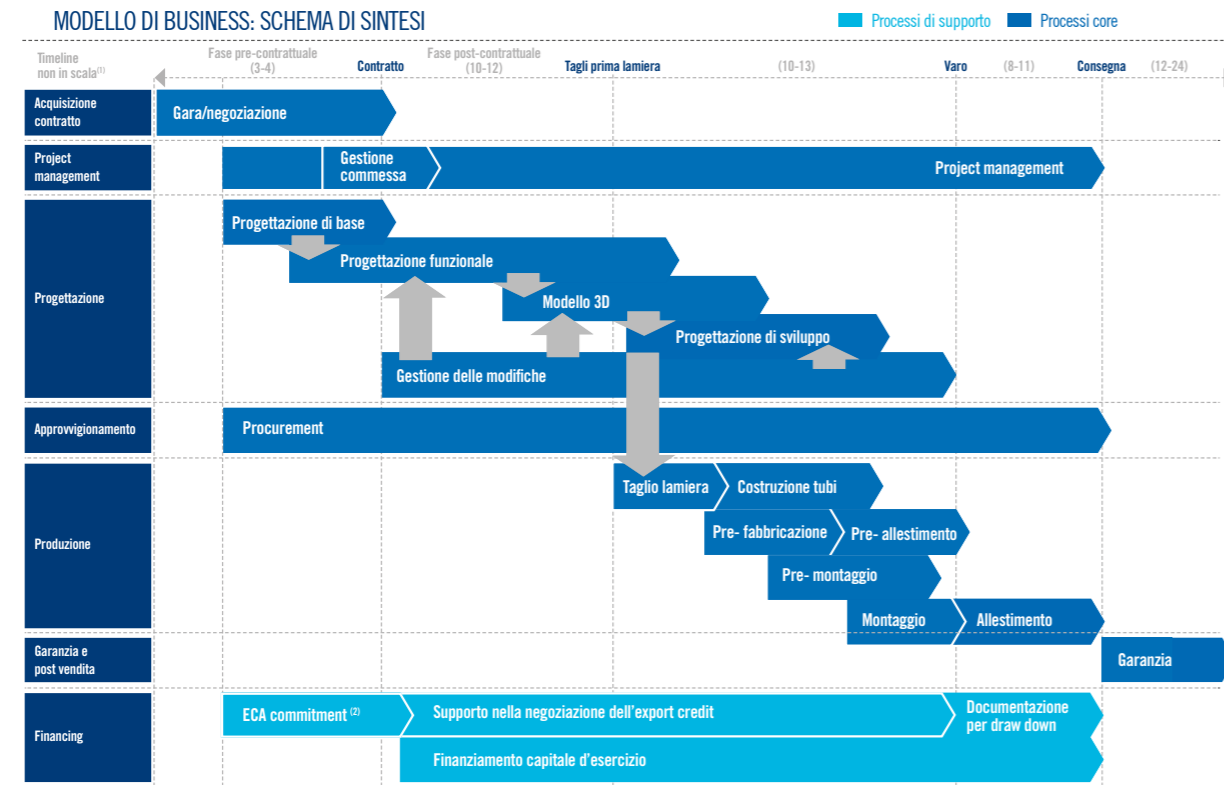 MODELLO DI BUSINESS: SCHEMA DI SINTESI
Processi di supporto
Processi core
Timeline
non in scala(1)
Fase pre-contrattuale
(3-4)
Contratto
Fase post-contrattuale
(10-12)
Tagli prima lamiera
(10-13)
Varo
(8-11)
Consegna
(12-24)
Acquisizione
contratto
Gara/negoziazione
Project
management
Gestione
commessa
Project management
Progettazione
Progettazione di base
Progettazione funzionale
Modello 3D
Progettazione di sviluppo
Gestione delle modifiche
Approvvigionamento
Procurement
Produzione
Taglio lamiera
Costruzione tubi
Pre- fabbricazione
Pre- allestimento
Pre- montaggio
Montaggio
Allestimento
Garanzia e
post vendita
Garanzia
Financing
ECA commitment (2)
Supporto nella negoziazione dell'export credit
Documentazione
per draw down
Finanziamento capitale d'esercizio